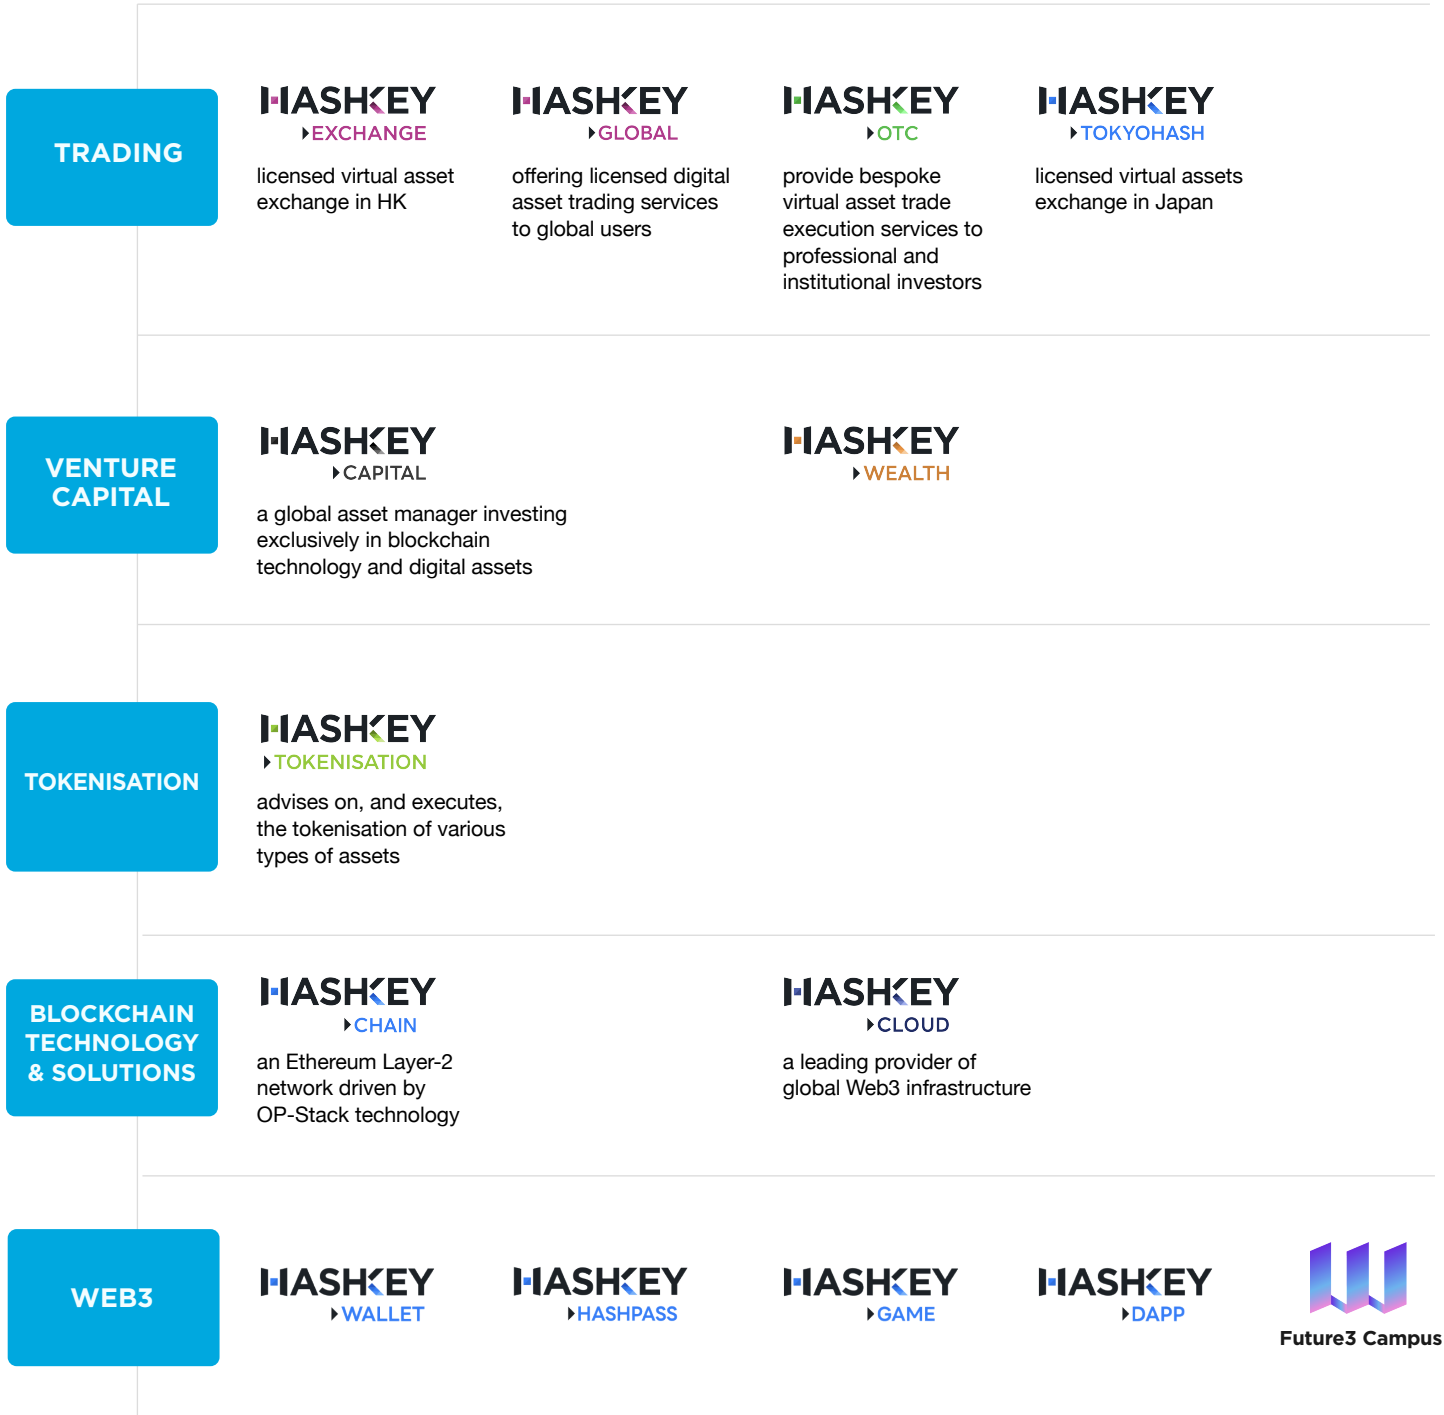 TRADING
HASHKEY
EXCHANGE
licensed virtual asset
exchange in HK
HASHKEY
GLOBAL
offering licensed digital
asset trading services
to global users
HASHKEY
OTC
provide bespoke
virtual asset trade
execution services to
professional and
institutional investors
HASHKEY
TOKYOHASH
licensed virtual assets
exchange in Japan
VENTURE
CAPITAL
HASHKEY
CAPITAL
a global asset manager investing
exclusively in blockchain
technology and digital assets
HASHKEY
WEALTH
TOKENISATION
HASHKEY
TOKENISATION
advises on, and executes,
the tokenisation of various
types of assets
BLOCKCHAIN
TECHNOLOGY
& SOLUTIONS
HASHKEY
CHAIN
an Ethereum Layer-2
network driven by
OP-Stack technology
HASHKEY
CLOUD
a leading provider of
global Web3 infrastructure
WEB3
HASHKEY
WALLET
HASHKEY
HASHPASS
HASHKEY
GAME
HASHKEY
DAPP
Future3 Campus